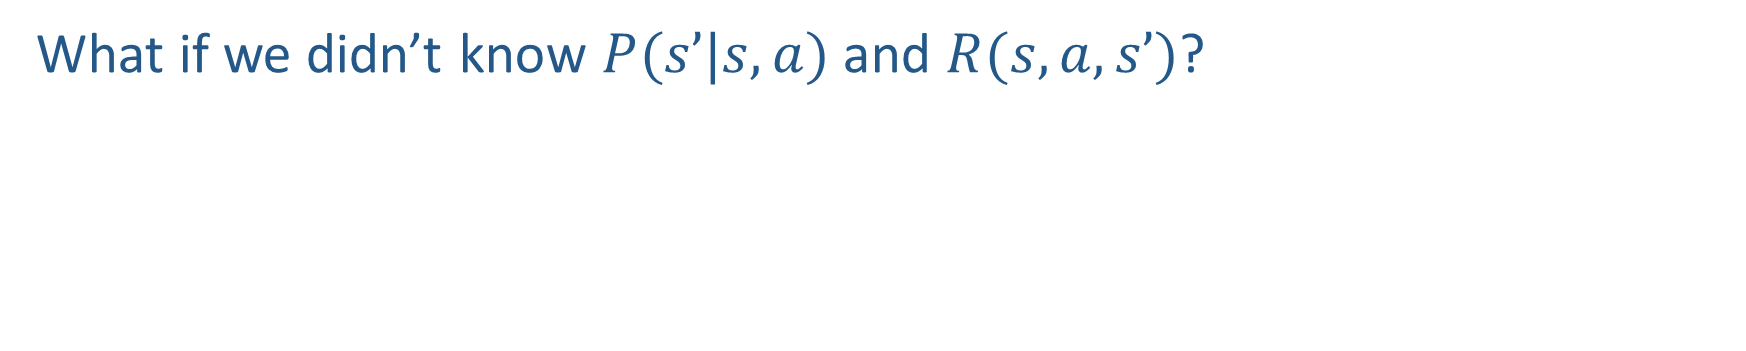 What if we didn’t know P(s’|s, a) and R(s, a, s’)?